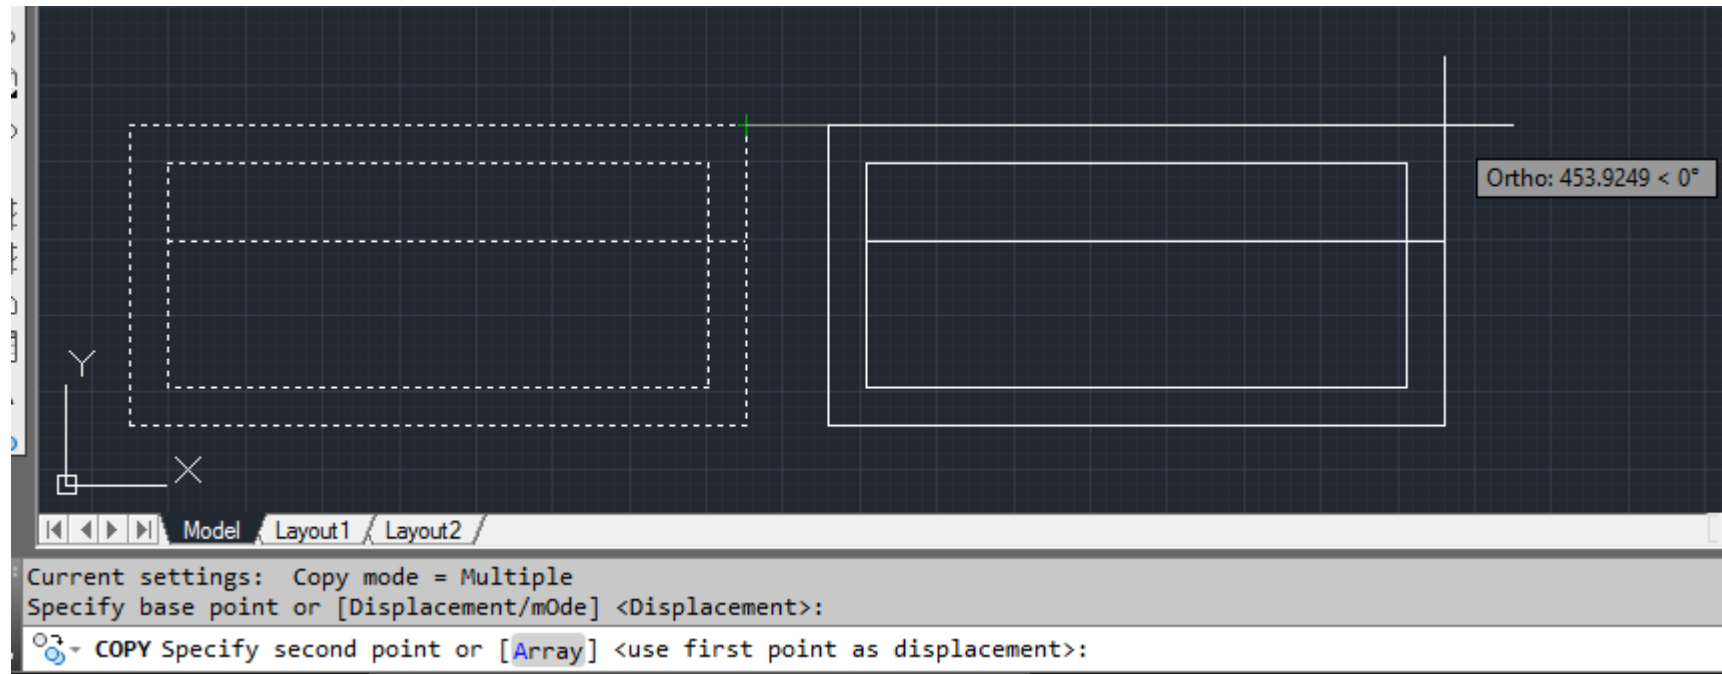 Ortho: 453.9249 < 0°
Y
X
Model Layout1 Layout2
Current settings:  Copy mode = Multiple
Specify base point or [Displacement/mOde] <Displacement>:
COPY Specify second point or [Array] <use first point as displacement>: